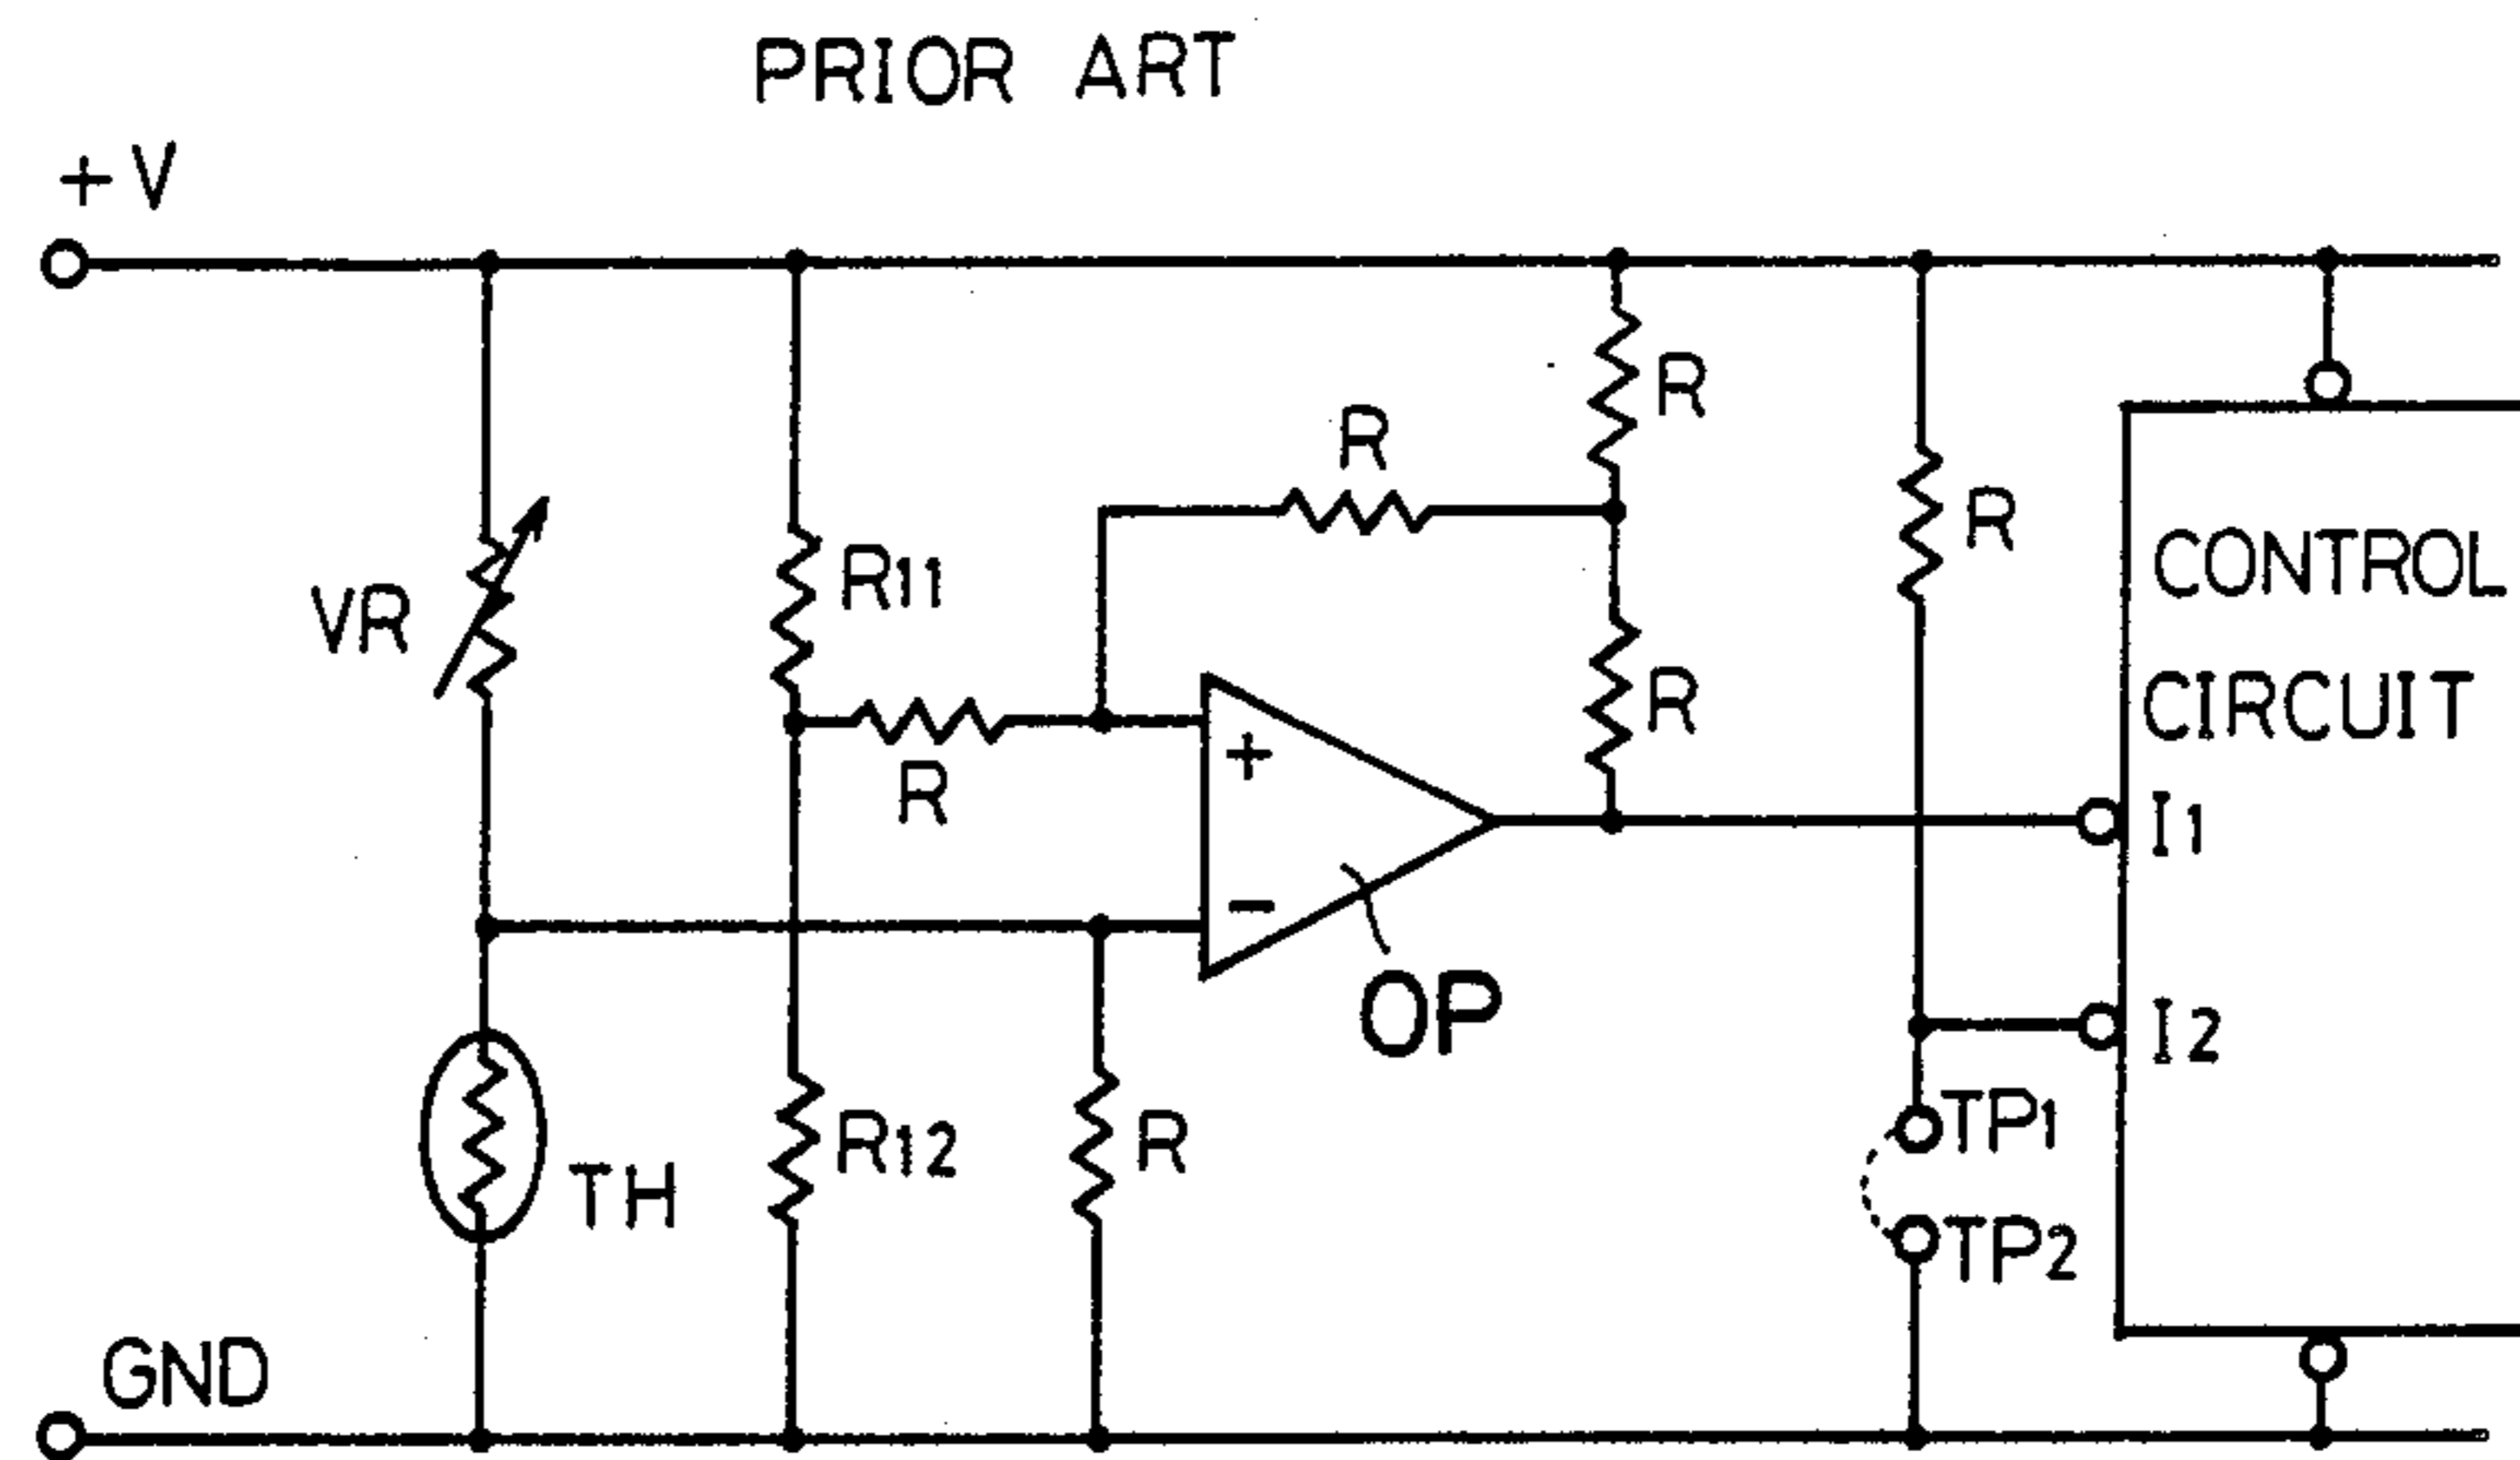 PRIOR ART
+ V
R
R
R
R11
VR
CONTROL
CIRCUIT
R
R
+
I1
-
OP
I2
TP1
R12
R
TH
TP2
GND